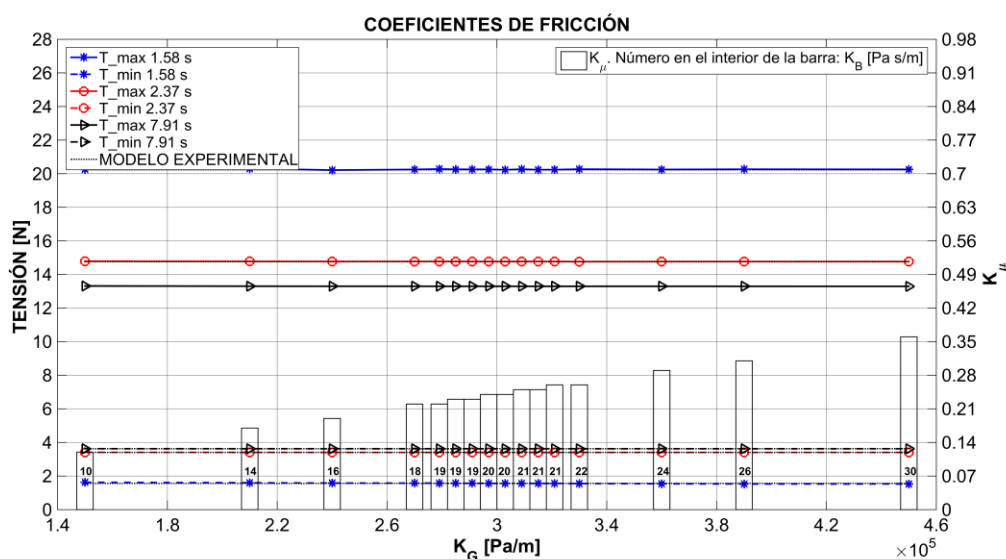 COEFICIENTES DE FRICCIÓN
T_max 1.58 s
T_min 1.58 s
T_max 2.37 s
T_min 2.37 s
T_max 7.91 s
T_min 7.91 s
MODELO EXPERIMENTAL
K_μ. Número en el interior de la barra: K_B [Pa s/m]
TENSIÓN [N]
28
26
24
22
20
18
16
14
12
10
8
6
4
2
0
0.98
0.91
0.84
0.77
0.7
0.63
0.56
0.49
0.42
0.35
0.28
0.21
0.14
0.07
0
K_μ
10 14 16 18 19 19 19 20 20 21 21 21 22 24 26 30
1.4 1.8 2.2 2.6 3 3.4 3.8 4.2 4.6
K_G [Pa/m]
×10^5